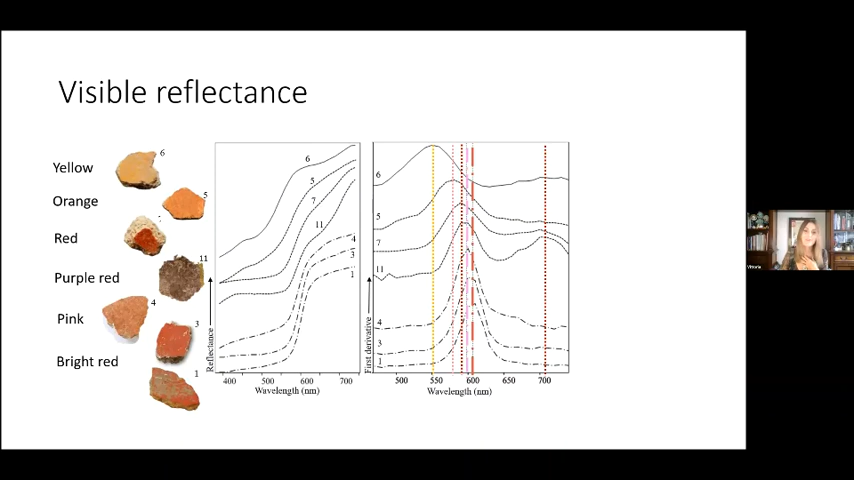 Visible reflectance
Yellow
6
Orange
5
Red
Purple red
11
Pink
4
3
Bright red
1
6
5
7
11
4
3
1
Reflectance
400 500 600 700
Wavelength (nm)
6
5
7
11
4
3
1
First derivative
500 550 600 650 700
Wavelength (nm)